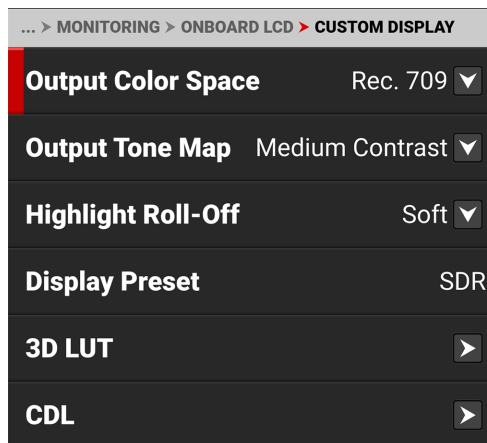 ... > MONITORING > ONBOARD LCD > CUSTOM DISPLAY
Output Color Space Rec. 709
Output Tone Map Medium Contrast
Highlight Roll-Off Soft
Display Preset SDR
3D LUT
CDL